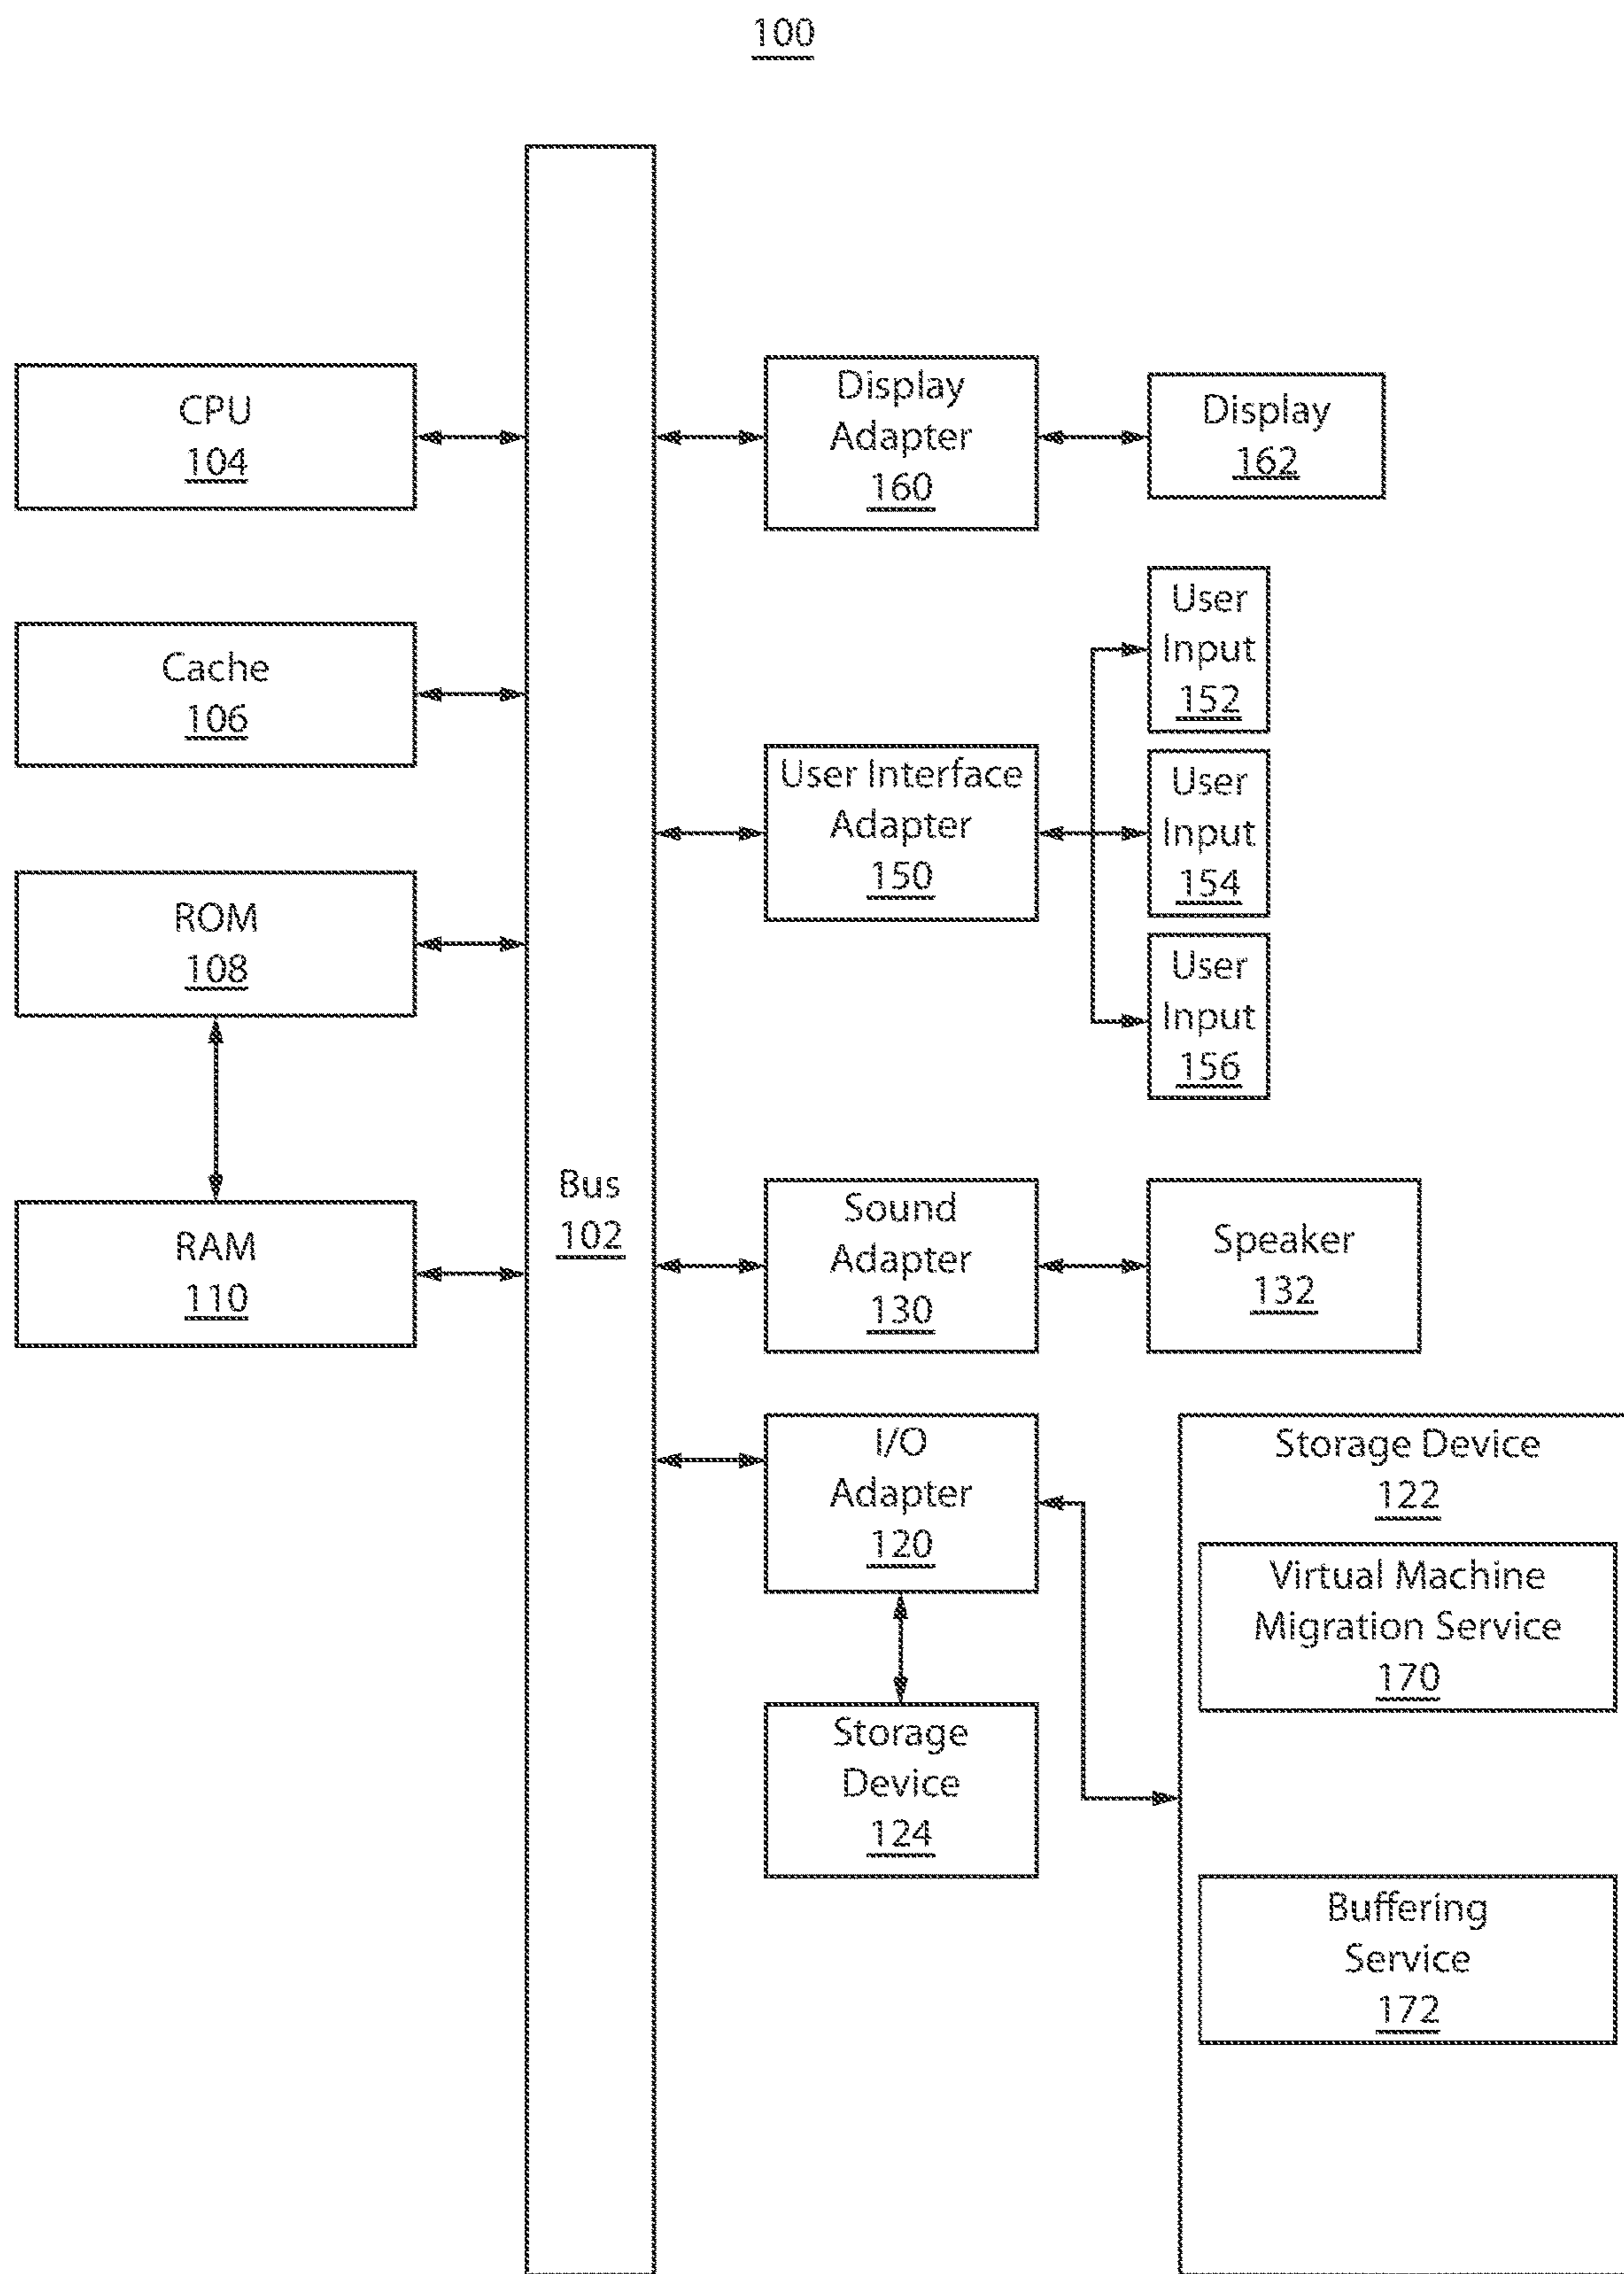 100
CPU
104
Cache
106
ROM
108
RAM
110
Bus
102
Display
Adapter
160
Display
162
User Interface
Adapter
150
User
Input
152
User
Input
154
User
Input
156
Sound
Adapter
130
Speaker
132
I/O
Adapter
120
Storage
Device
124
Storage Device
122
Virtual Machine
Migration Service
170
Buffering
Service
172